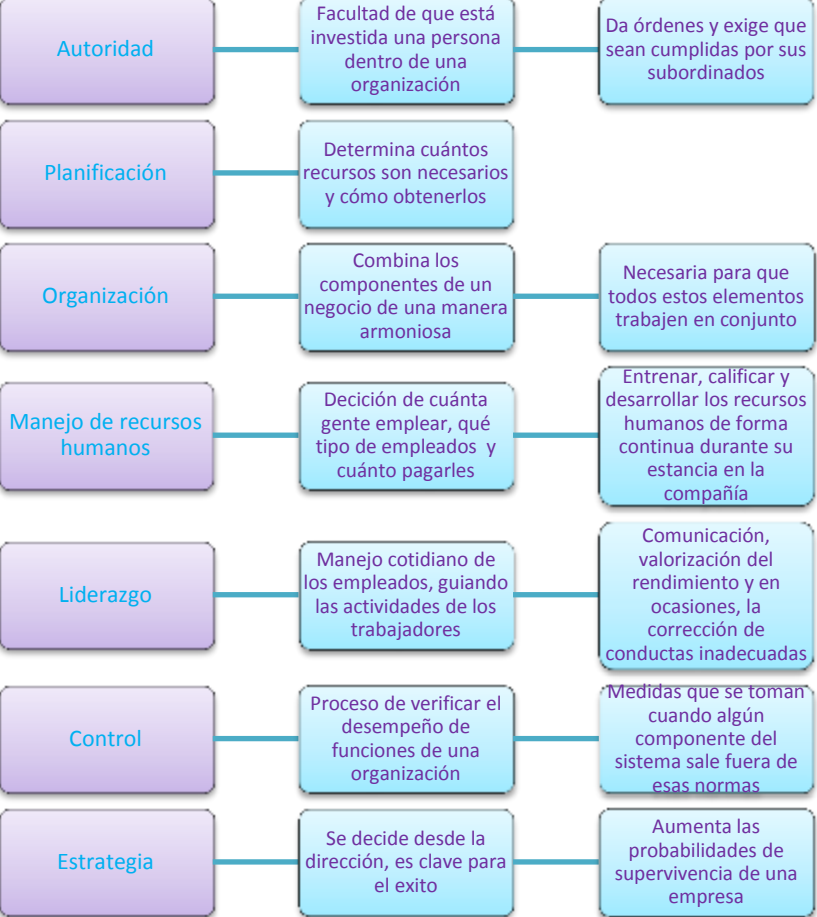 Autoridad
Facultad de que está
investida una persona
dentro de una
organización
Da órdenes y exige que
sean cumplidas por sus
subordinados
Planificación
Determina cuántos
recursos son necesarios
y cómo obtenerlos
Organización
Combina los
componentes de un
negocio de una manera
armoniosa
Necesaria para que
todos estos elementos
trabajen en conjunto
Manejo de recursos
humanos
Decición de cuánta
gente emplear, qué
tipo de empleados y
cuánto pagarles
Entrenar, calificar y
desarrollar los recursos
humanos de forma
continua durante su
estancia en la
compañía
Liderazgo
Manejo cotidiano de
los empleados, guiando
las actividades de los
trabajadores
Comunicación,
valorización del
rendimiento y en
ocasiones, la
corrección de
conductas inadecuadas
Control
Proceso de verificar el
desempeño de
funciones de una
organización
Medidas que se toman
cuando algún
componente del
sistema sale fuera de
esas normas
Estrategia
Se decide desde la
dirección, es clave para
el exito
Aumenta las
probabilidades de
supervivencia de una
empresa